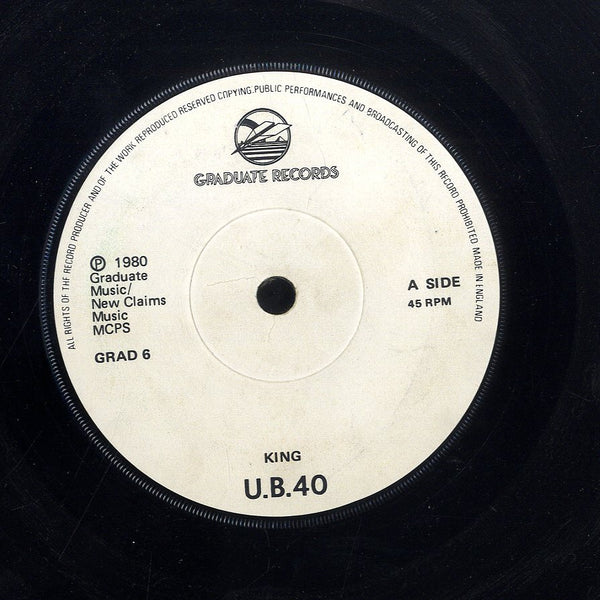 ALL RIGHTS OF THE RECORD PRODUCER AND OF THE WORK REPRODUCED RESERVED COPYING.PUBLIC PERFORMANCES AND BROADCASTING OF THIS RECORD PROHIBITED MADE IN ENGLAND
GRADUATE RECORDS
℗ 1980
Graduate
Music/
New Claims
Music
MCPS
GRAD 6
A SIDE
45 RPM
KING
U.B.40